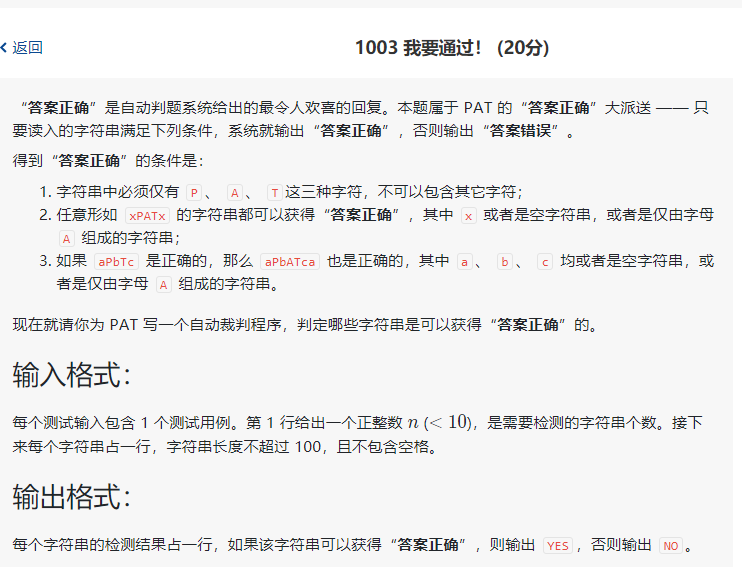 返回
1003 我要通过！ (20分)
“答案正确”是自动判题系统给出的最令人欢喜的回复。本题属于 PAT 的“答案正确”大派送 —— 只
要读入的字符串满足下列条件，系统就输出“答案正确”，否则输出“答案错误”。
得到“答案正确”的条件是：
1. 字符串中必须仅有 P、 A、 T这三种字符，不可以包含其它字符；
2. 任意形如 xPATx 的字符串都可以获得“答案正确”，其中 x 或者是空字符串，或者是仅由字母
A 组成的字符串；
3. 如果 aPbTc 是正确的，那么 aPbATca 也是正确的，其中 a、 b、 c 均或者是空字符串，或
者是仅由字母 A 组成的字符串。
现在就请你为 PAT 写一个自动裁判程序，判定哪些字符串是可以获得“答案正确”的。
输入格式：
每个测试输入包含 1 个测试用例。第 1 行给出一个正整数 n (< 10)，是需要检测的字符串个数。接下
来每个字符串占一行，字符串长度不超过 100，且不包含空格。
输出格式：
每个字符串的检测结果占一行，如果该字符串可以获得“答案正确”，则输出 YES，否则输出 NO。